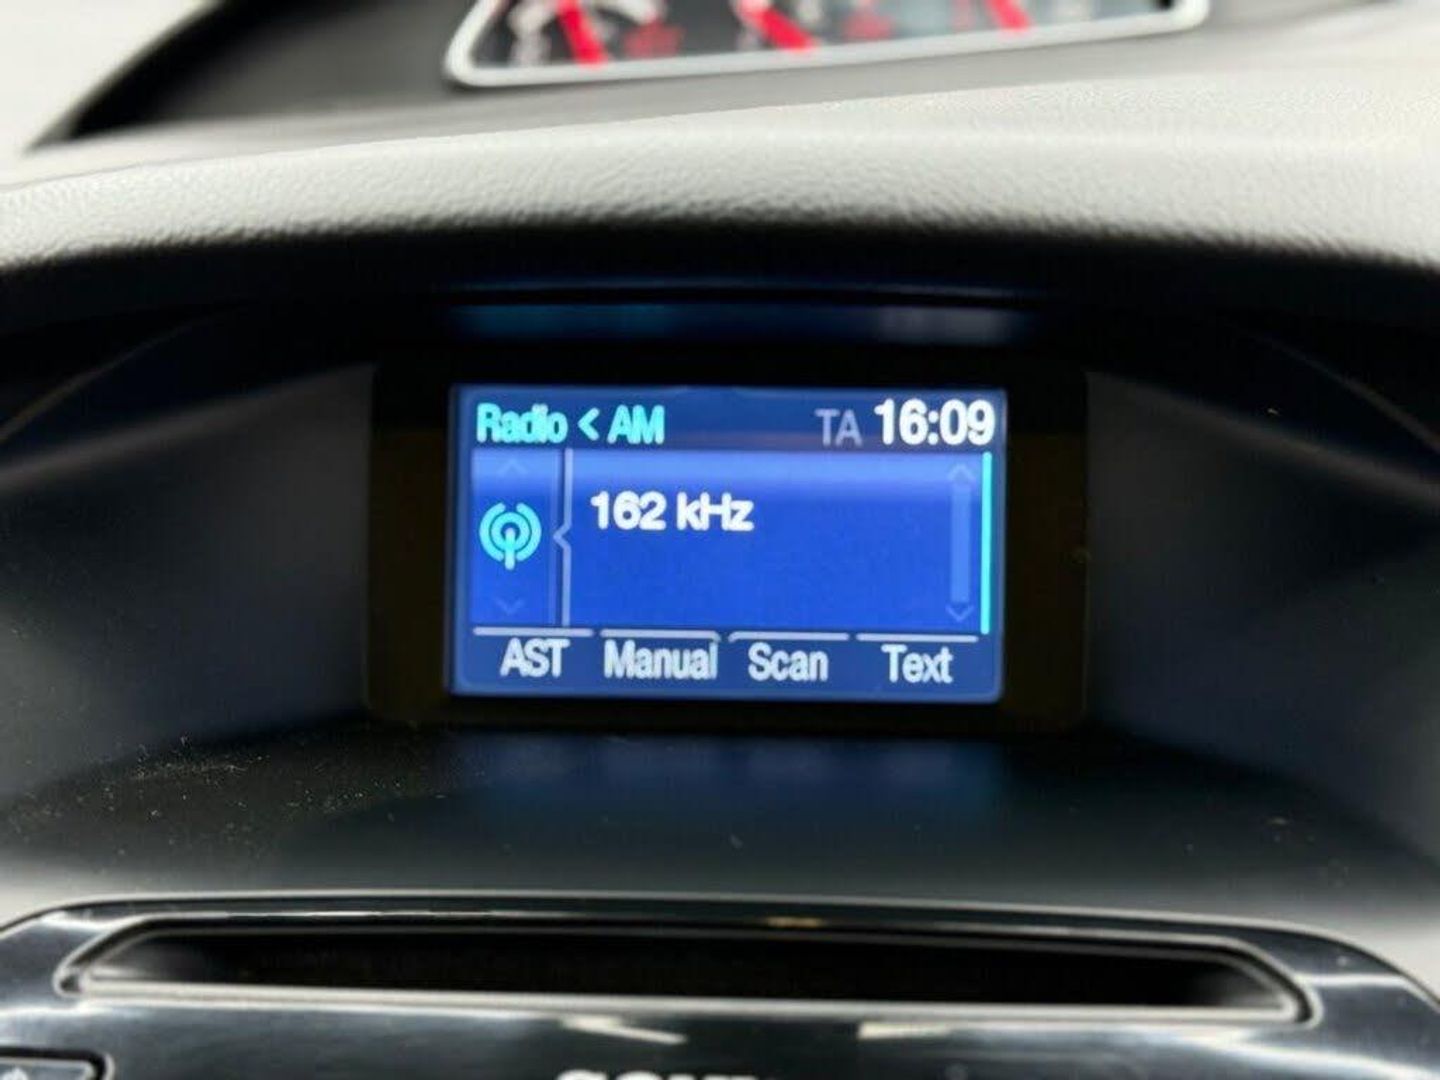 Radio < AM TA 16:09
162 kHz
AST Manual Scan Text